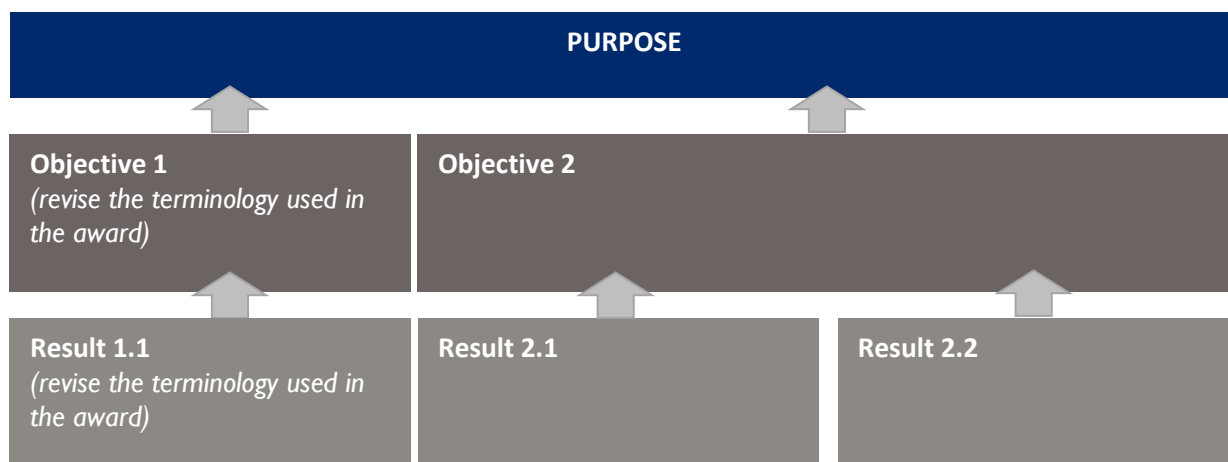 PURPOSE
Objective 1
(revise the terminology used in
the award)
Objective 2
Result 1.1
(revise the terminology used in
the award)
Result 2.1
Result 2.2